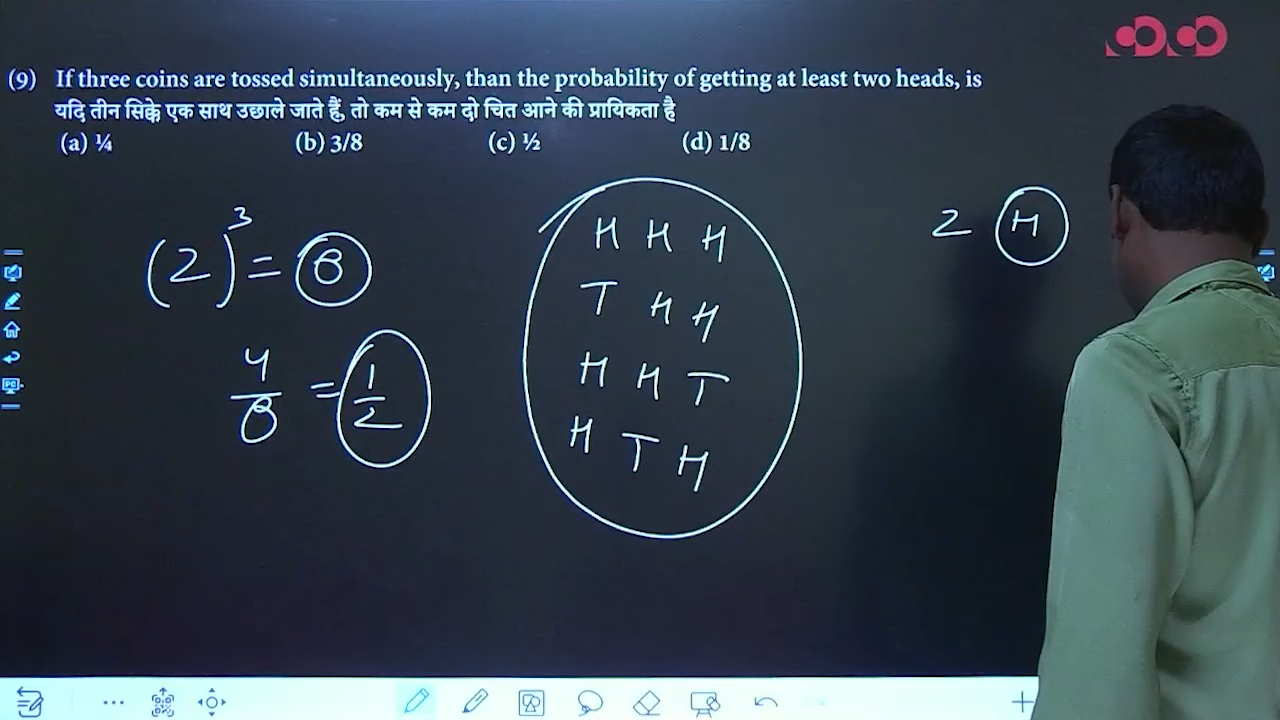 (9) If three coins are tossed simultaneously, than the probability of getting at least two heads, is
यदि तीन सिक्के एक साथ उछाले जाते हैं, तो कम से कम दो चित आने की प्रायिकता है
(a) ¼ (b) 3/8 (c) ½ (d) 1/8
(2)³ = 8
4/8 = 1/2
H H H
T H H
H H T
H T H
2 H
PC